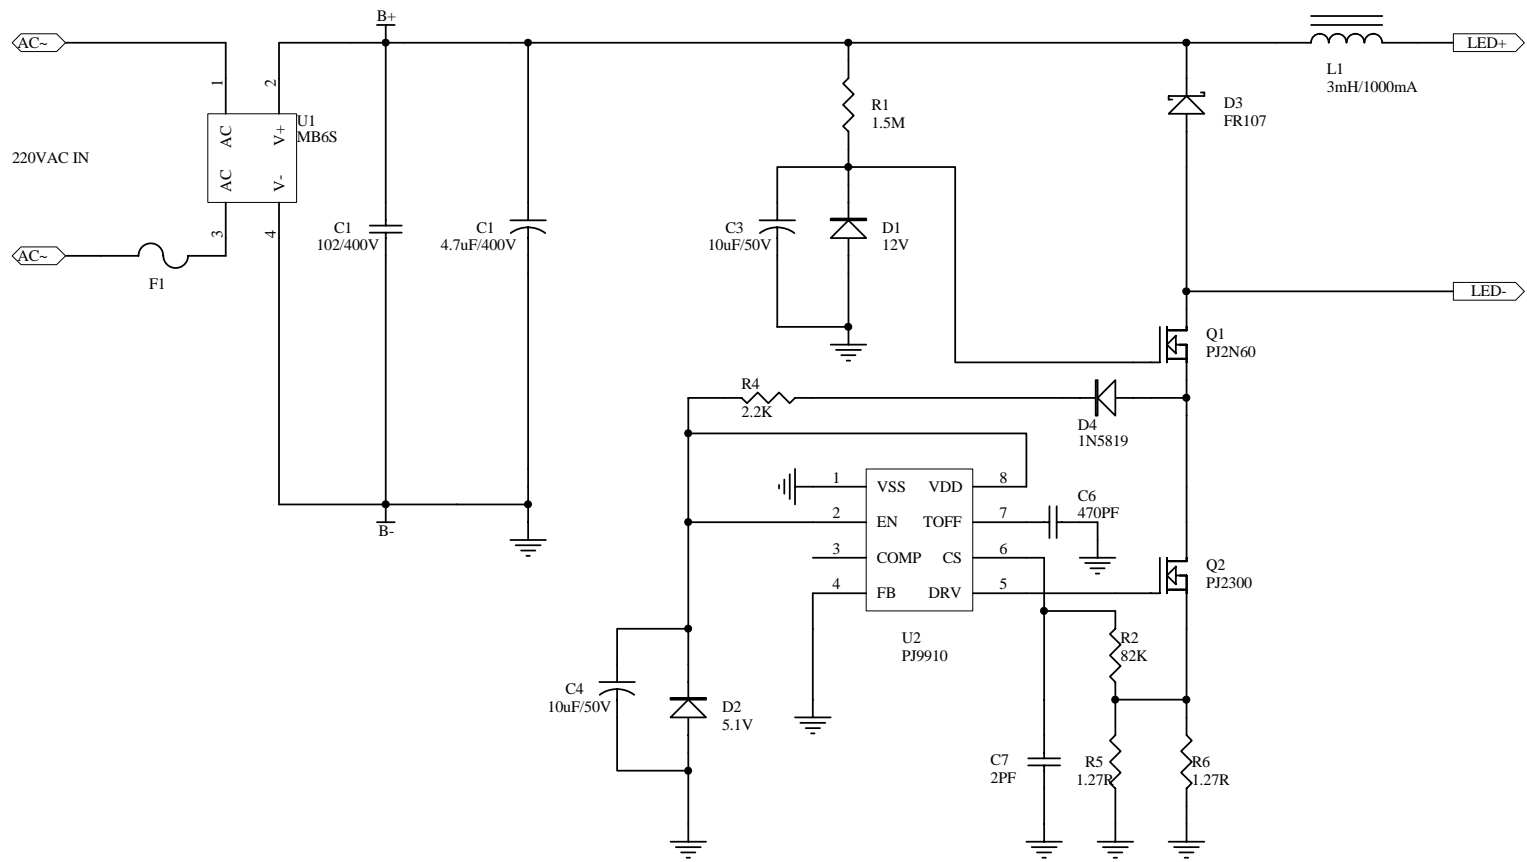 B+
AC~
LED+
L1
3mH/1000mA
1
2
R1
1.5M
D3
FR107
U1
MB6S
AC
V+
220VAC IN
AC
V-
C1
102/400V
C1
4.7uF/400V
C3
10uF/50V
D1
12V
3
4
AC~
F1
LED-
Q1
PJ2N60
R4
2.2K
D4
1N5819
1
VSS
VDD
8
C6
470PF
2
EN
TOFF
7
B-
3
COMP
CS
6
Q2
PJ2300
4
FB
DRV
5
U2
PJ9910
R2
82K
C4
10uF/50V
D2
5.1V
C7
2PF
R5
1.27R
R6
1.27R